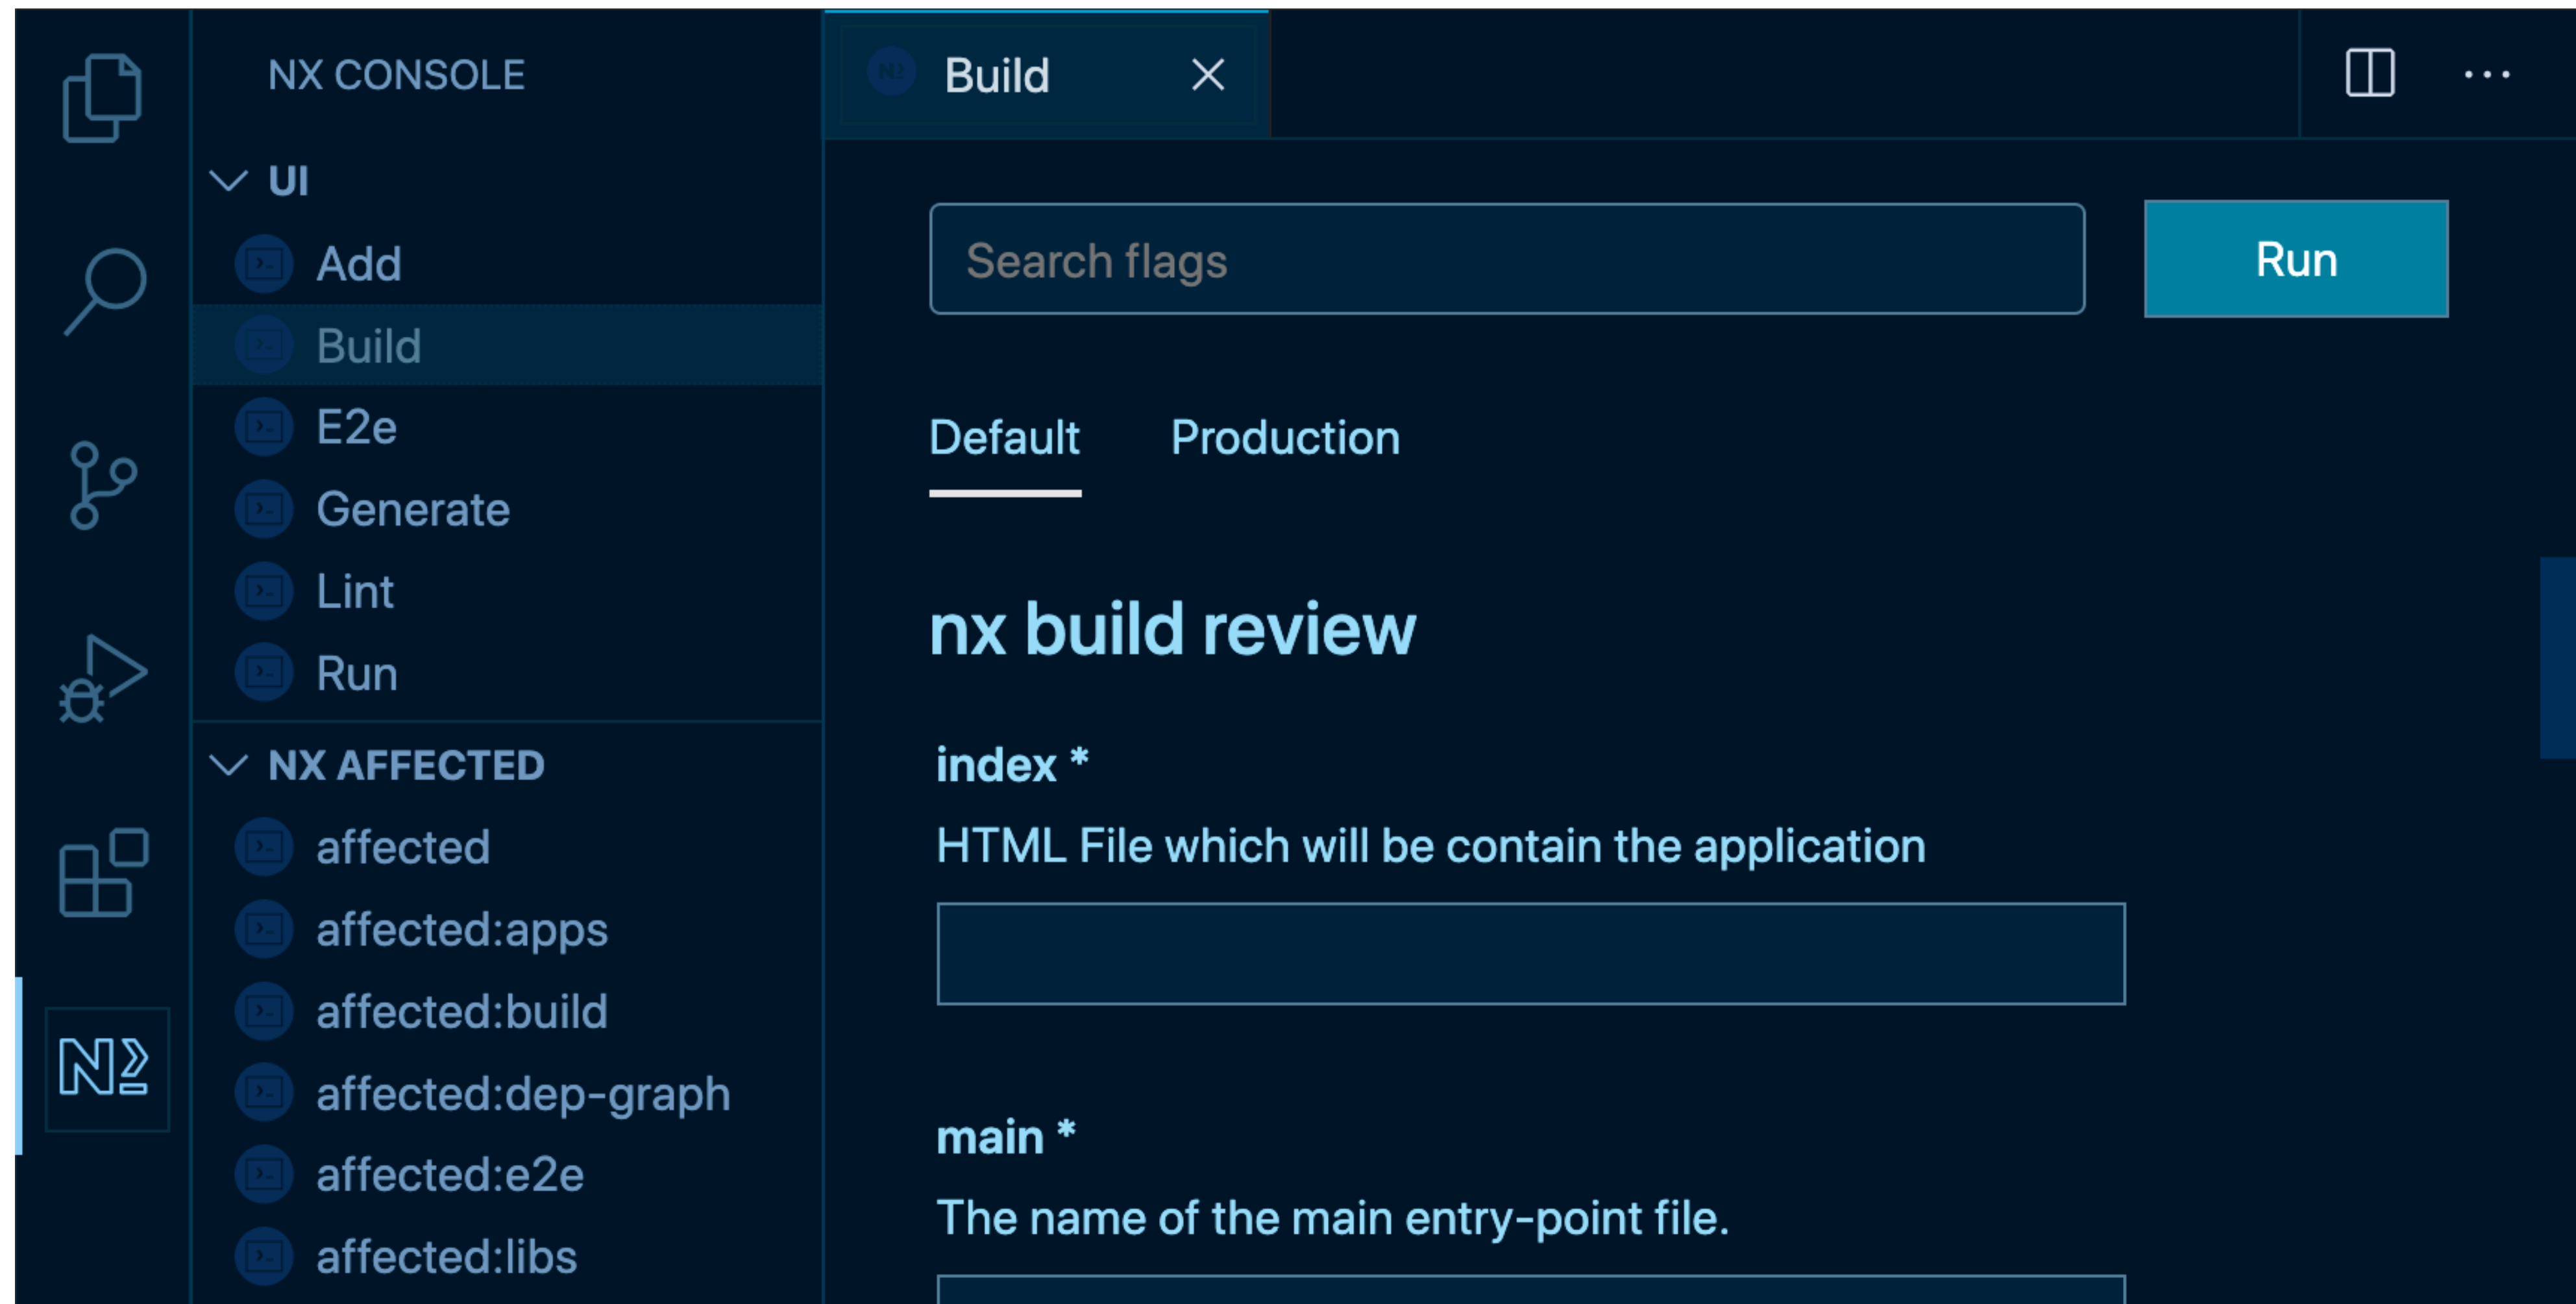 NX CONSOLE
UI
Add
Build
E2e
Generate
Lint
Run
NX AFFECTED
affected
affected:apps
affected:build
affected:dep-graph
affected:e2e
affected:libs
Build
Search flags
Run
Default Production
nx build review
index *
HTML File which will be contain the application
main *
The name of the main entry-point file.